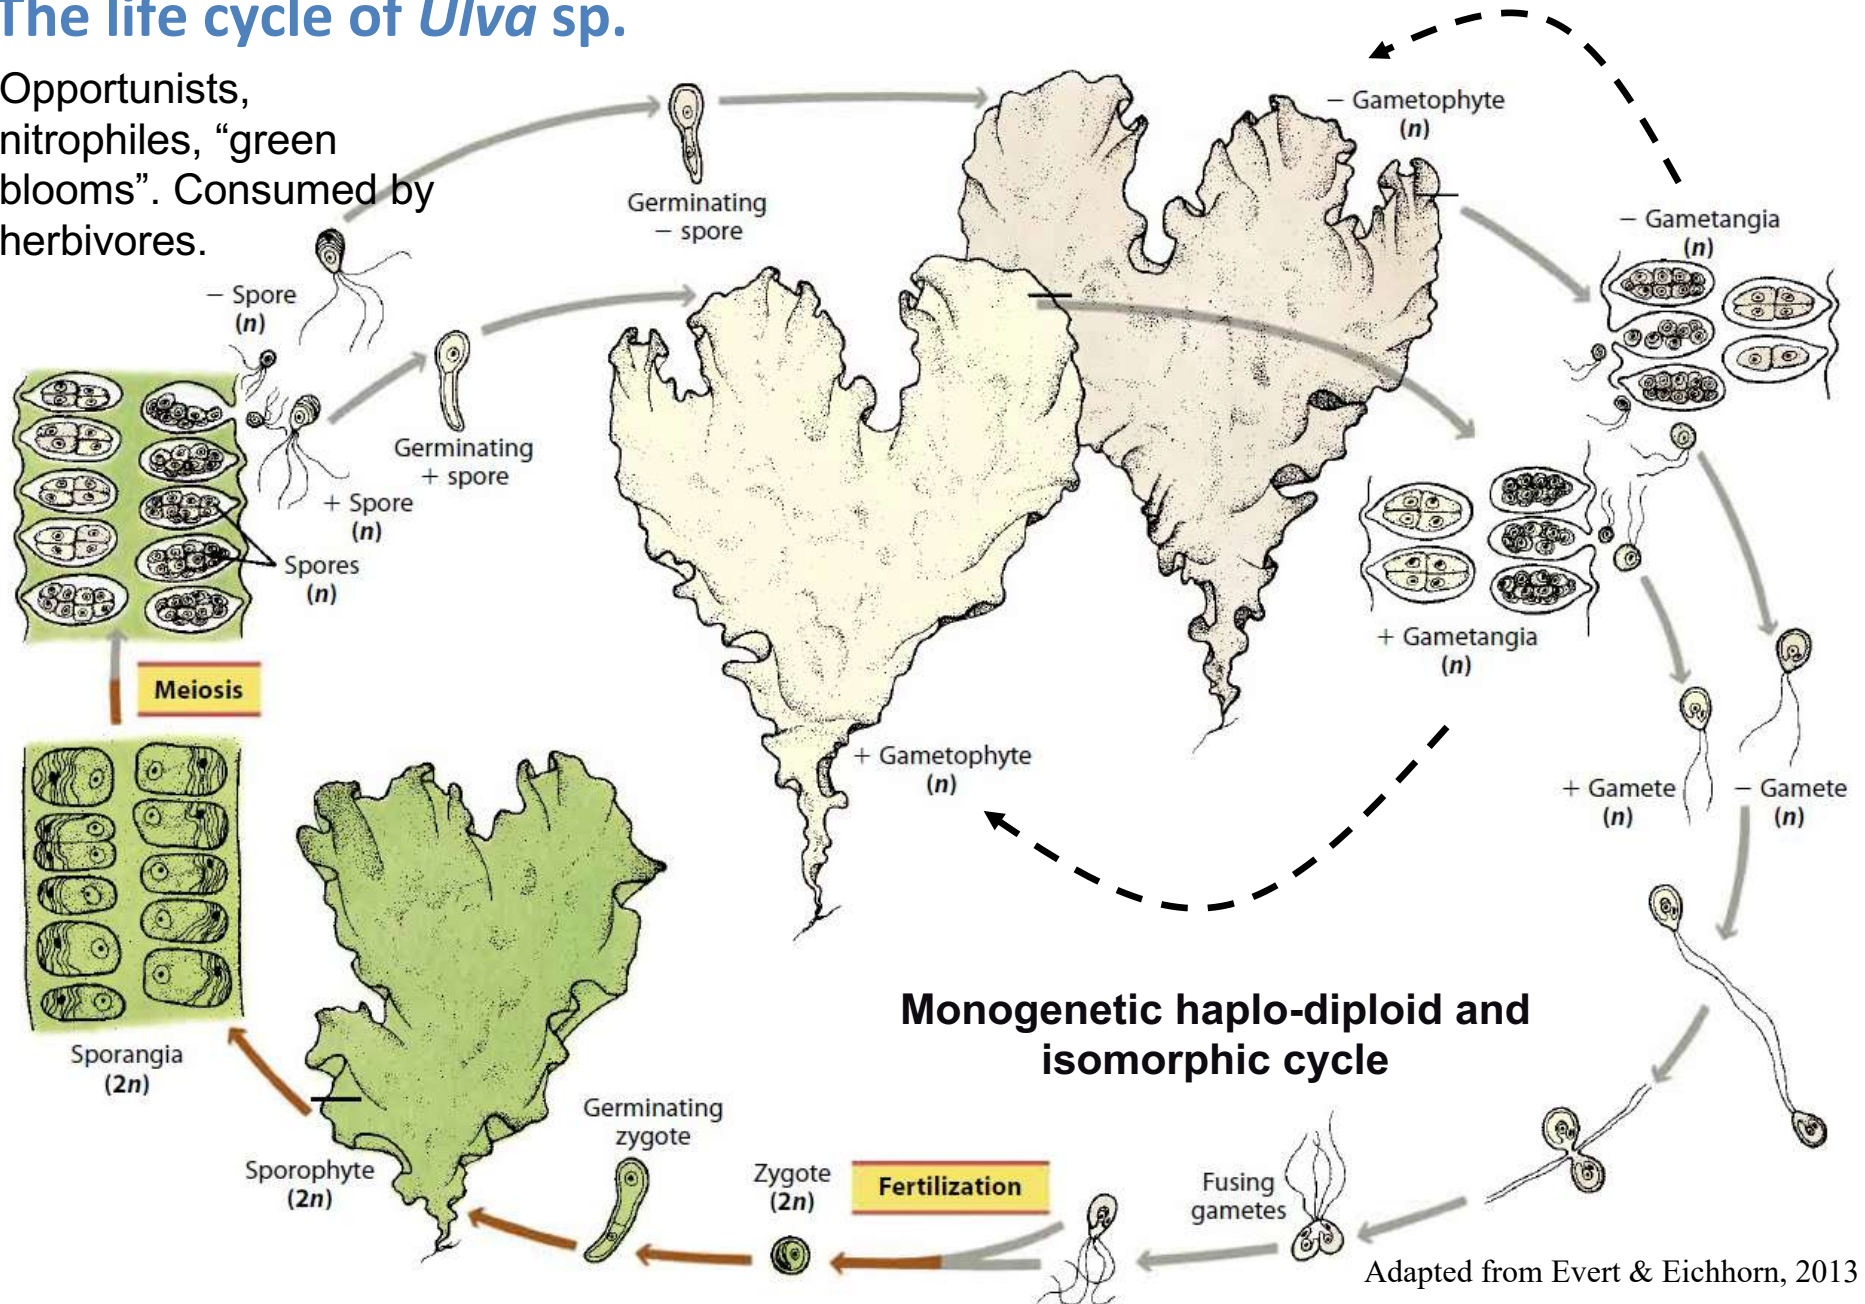 The life cycle of Ulva sp.
Opportunists,
nitrophiles, “green
blooms”. Consumed by
herbivores.
− Gametophyte
(n)
Germinating
− spore
− Gametangia
(n)
− Spore
(n)
Germinating
+ spore
+ Spore
(n)
Spores
(n)
+ Gametangia
(n)
Meiosis
+ Gametophyte
(n)
+ Gamete
(n)
− Gamete
(n)
Monogenetic haplo-diploid and
isomorphic cycle
Sporangia
(2n)
Germinating
zygote
Sporophyte
(2n)
Zygote
(2n)
Fertilization
Fusing
gametes
Adapted from Evert & Eichhorn, 2013